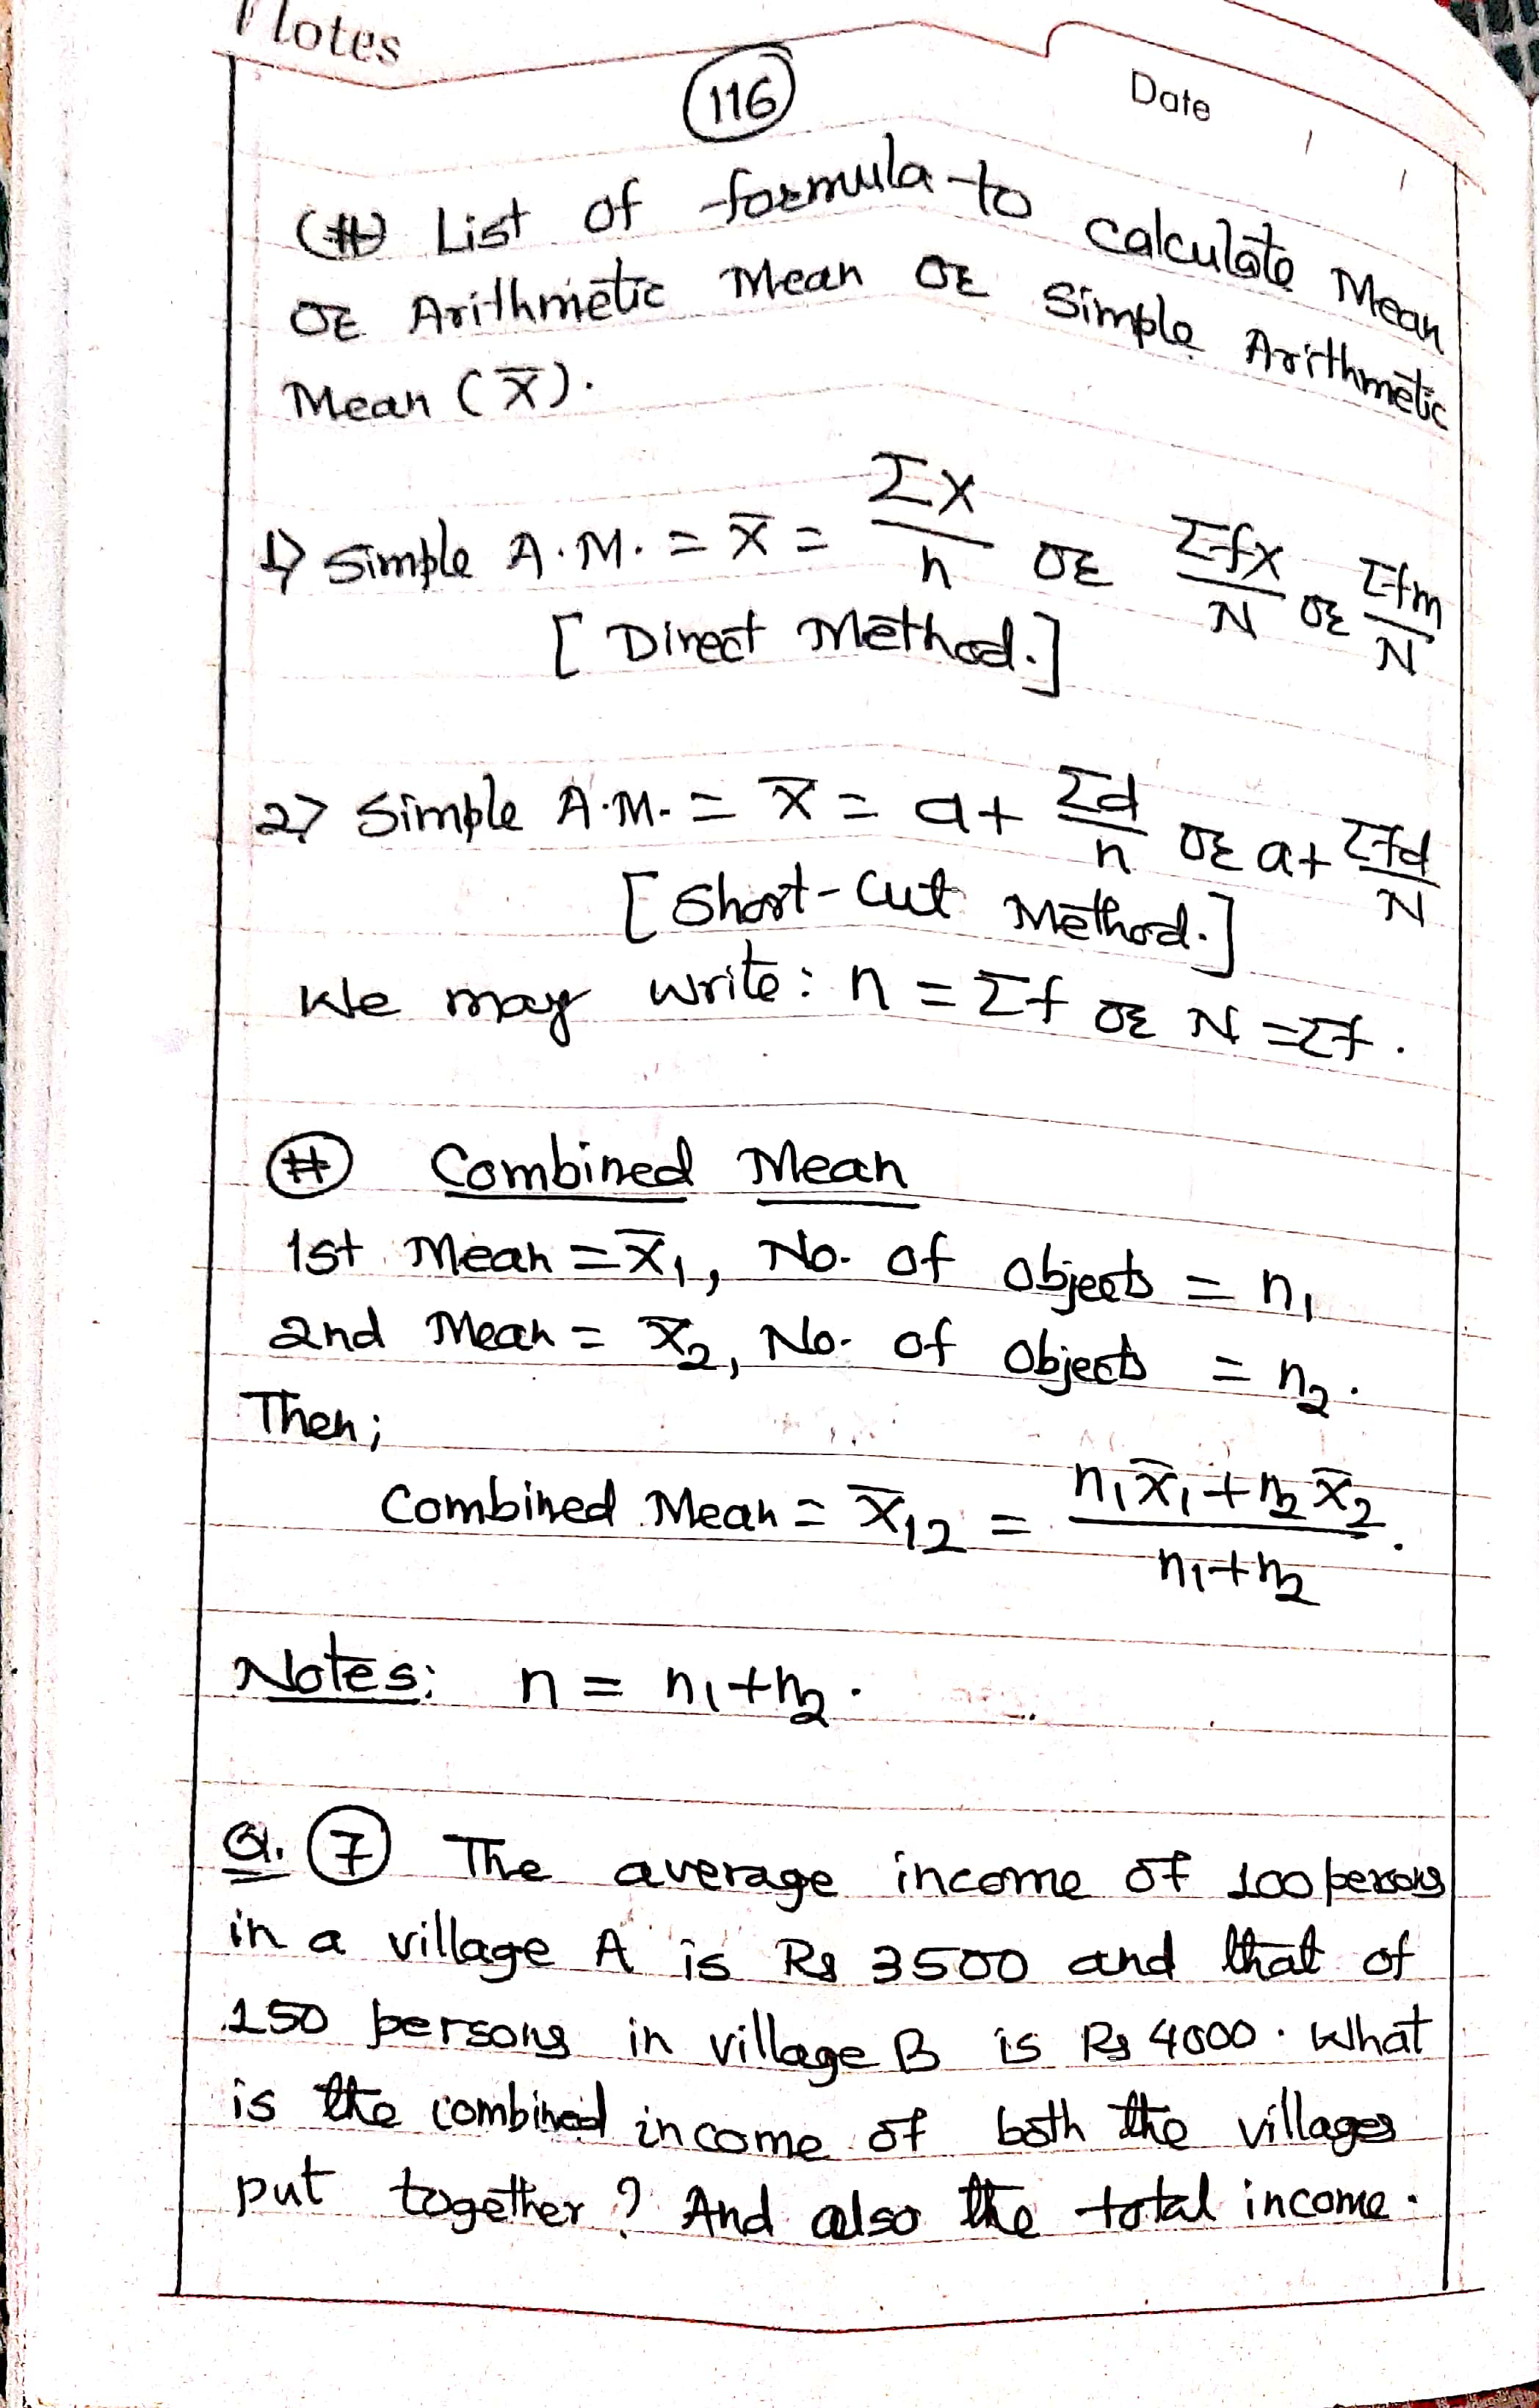 Notes
116
Date / /
(#) List of formula to calculate Mean
or Arithmetic Mean or Simple Arithmetic
Mean (x̄).
1) Simple A.M. = x̄ = Σx/n or Σfx/N or Σfm/N
[Direct Method.]
2) Simple A.M. = x̄ = a + Σd/n or a + Σfd/N
[Short-cut Method.]
We may write: n = Σf or N = Σf.
(#) Combined Mean
1st Mean = x̄₁, No. of objects = n₁
2nd Mean = x̄₂, No. of objects = n₂.
Then;
Combined Mean = x̄₁₂ = (n₁x̄₁ + n₂x̄₂)/(n₁ + n₂).
Notes: n = n₁ + n₂.
Q. (7) The average income of 100 persons
in a village A is Rs 3500 and that of
150 persons in village B is Rs 4000. What
is the combined income of both the villages
put together? And also the total income.